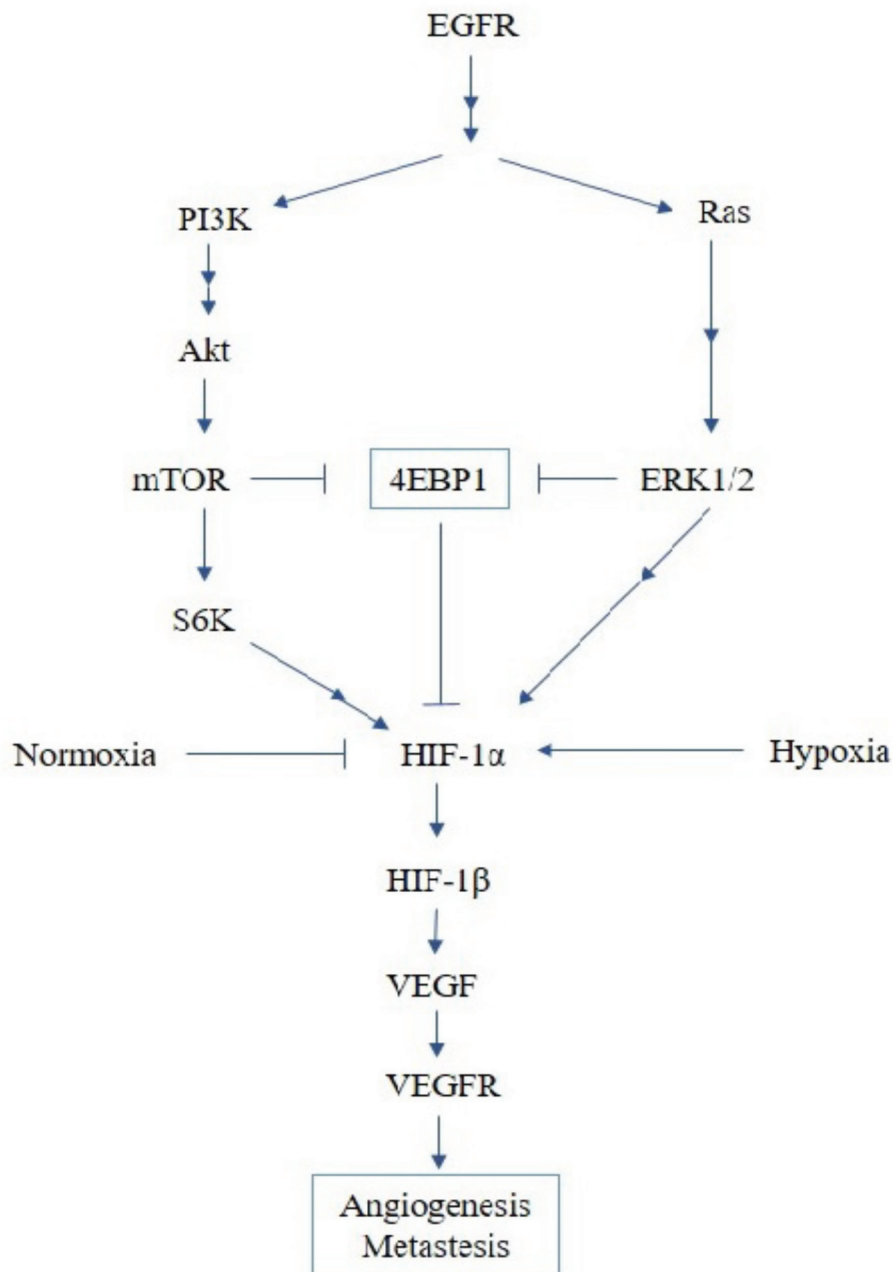 EGFR
PI3K
Ras
Akt
mTOR
4EBP1
ERK1/2
S6K
Normoxia
HIF-1α
Hypoxia
HIF-1β
VEGF
VEGFR
Angiogenesis
Metastesis